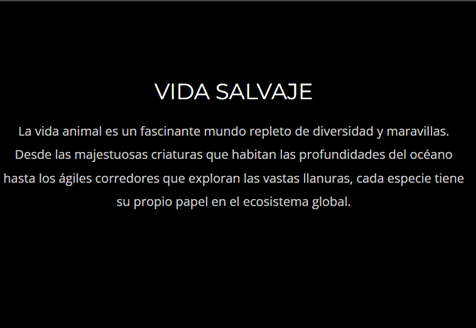 VIDA SALVAJE
La vida animal es un fascinante mundo repleto de diversidad y maravillas.
Desde las majestuosas criaturas que habitan las profundidades del océano
hasta los ágiles corredores que exploran las vastas llanuras, cada especie tiene
su propio papel en el ecosistema global.